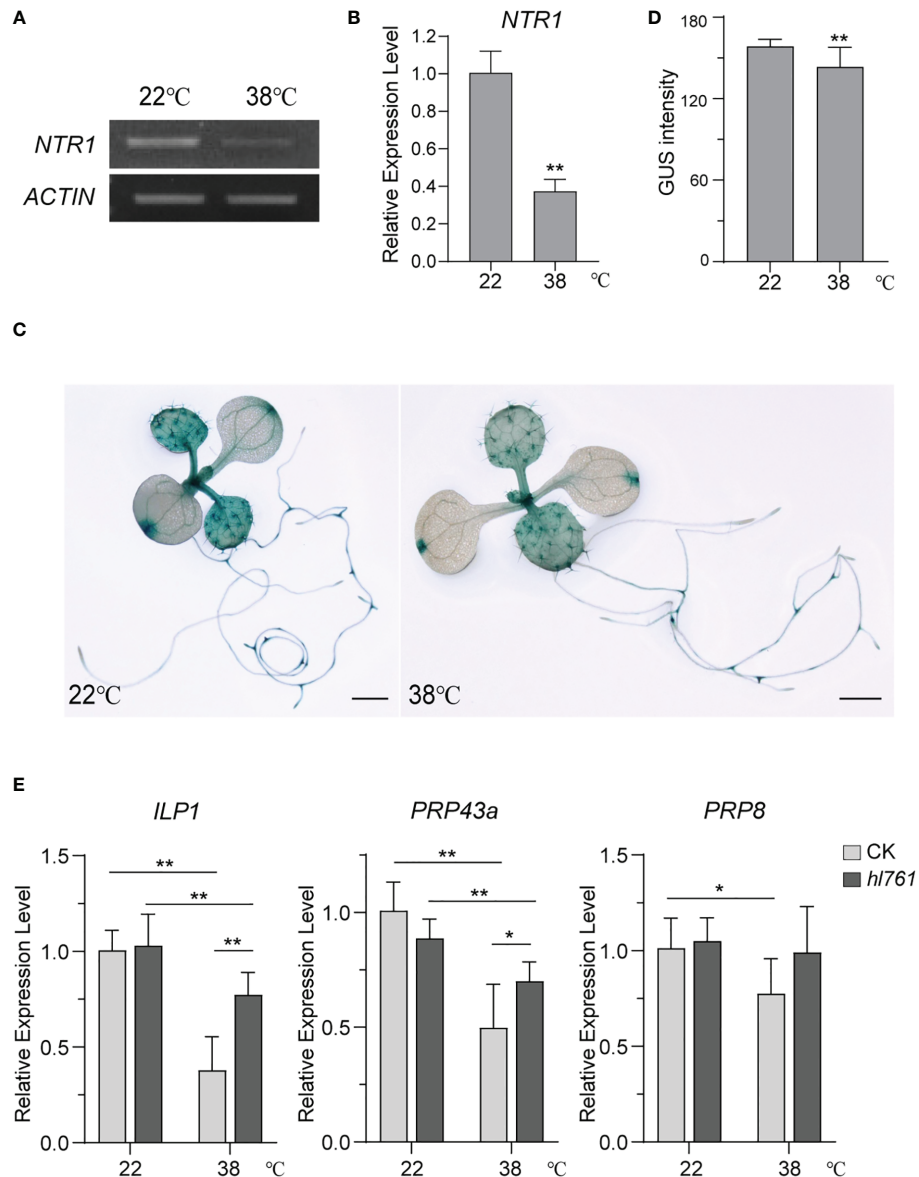 A
22℃ 38℃
NTR1
ACTIN
B
NTR1
Relative Expression Level
1.2
1.0
0.8
0.6
0.4
0.2
0.0
**
22 38 ℃
D
GUS intensity
180
120
60
0
**
22 38 ℃
C
22℃
38℃
E
ILP1
Relative Expression Level
1.5
1.0
0.5
0.0
**
**
**
22 38 ℃
PRP43a
Relative Expression Level
1.0
0.5
0.0
**
**
*
22 38 ℃
PRP8
Relative Expression Level
1.5
1.0
0.5
0.0
*
22 38 ℃
CK
hl761